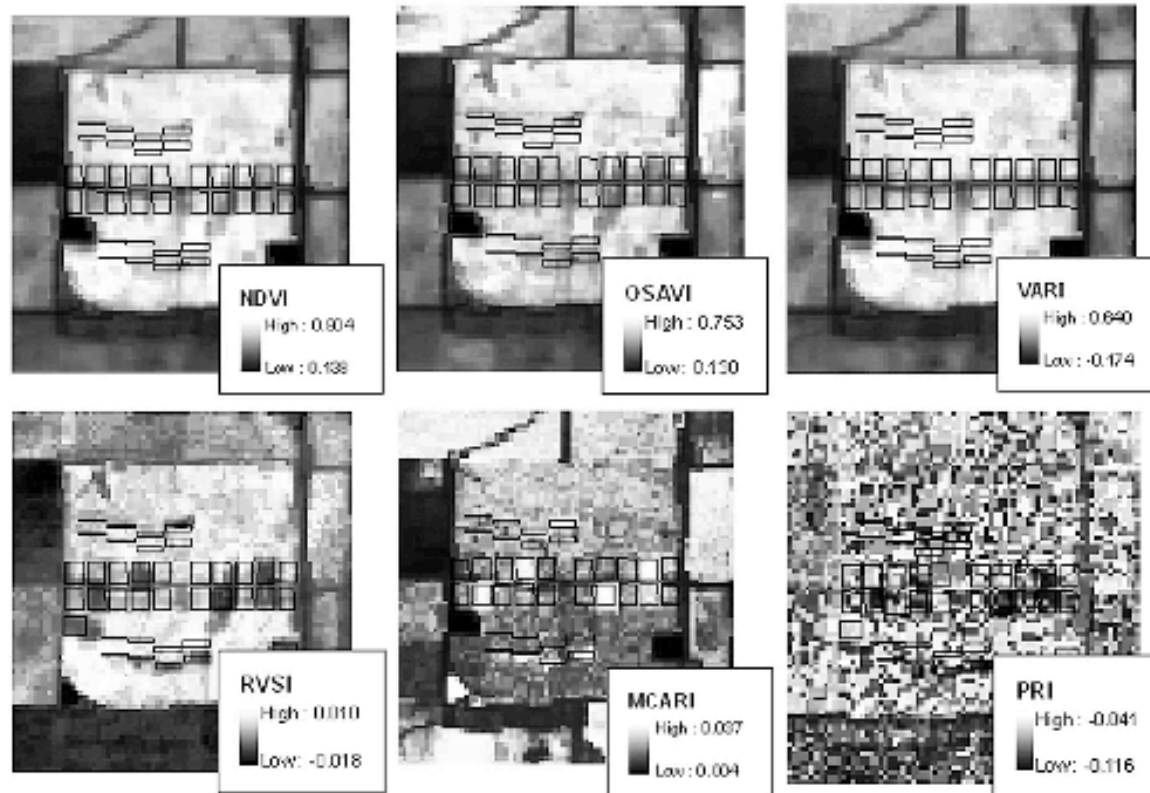 NDVI
High : 0.904
Low : 0.138
OSAVI
High : 0.753
Low: 0.130
VARI
High : 0.640
Low : -0.174
RVSI
High : 0.010
Low: -0.018
MCARI
High : 0.037
Low : 0.004
PRI
High : -0.041
Low : -0.116